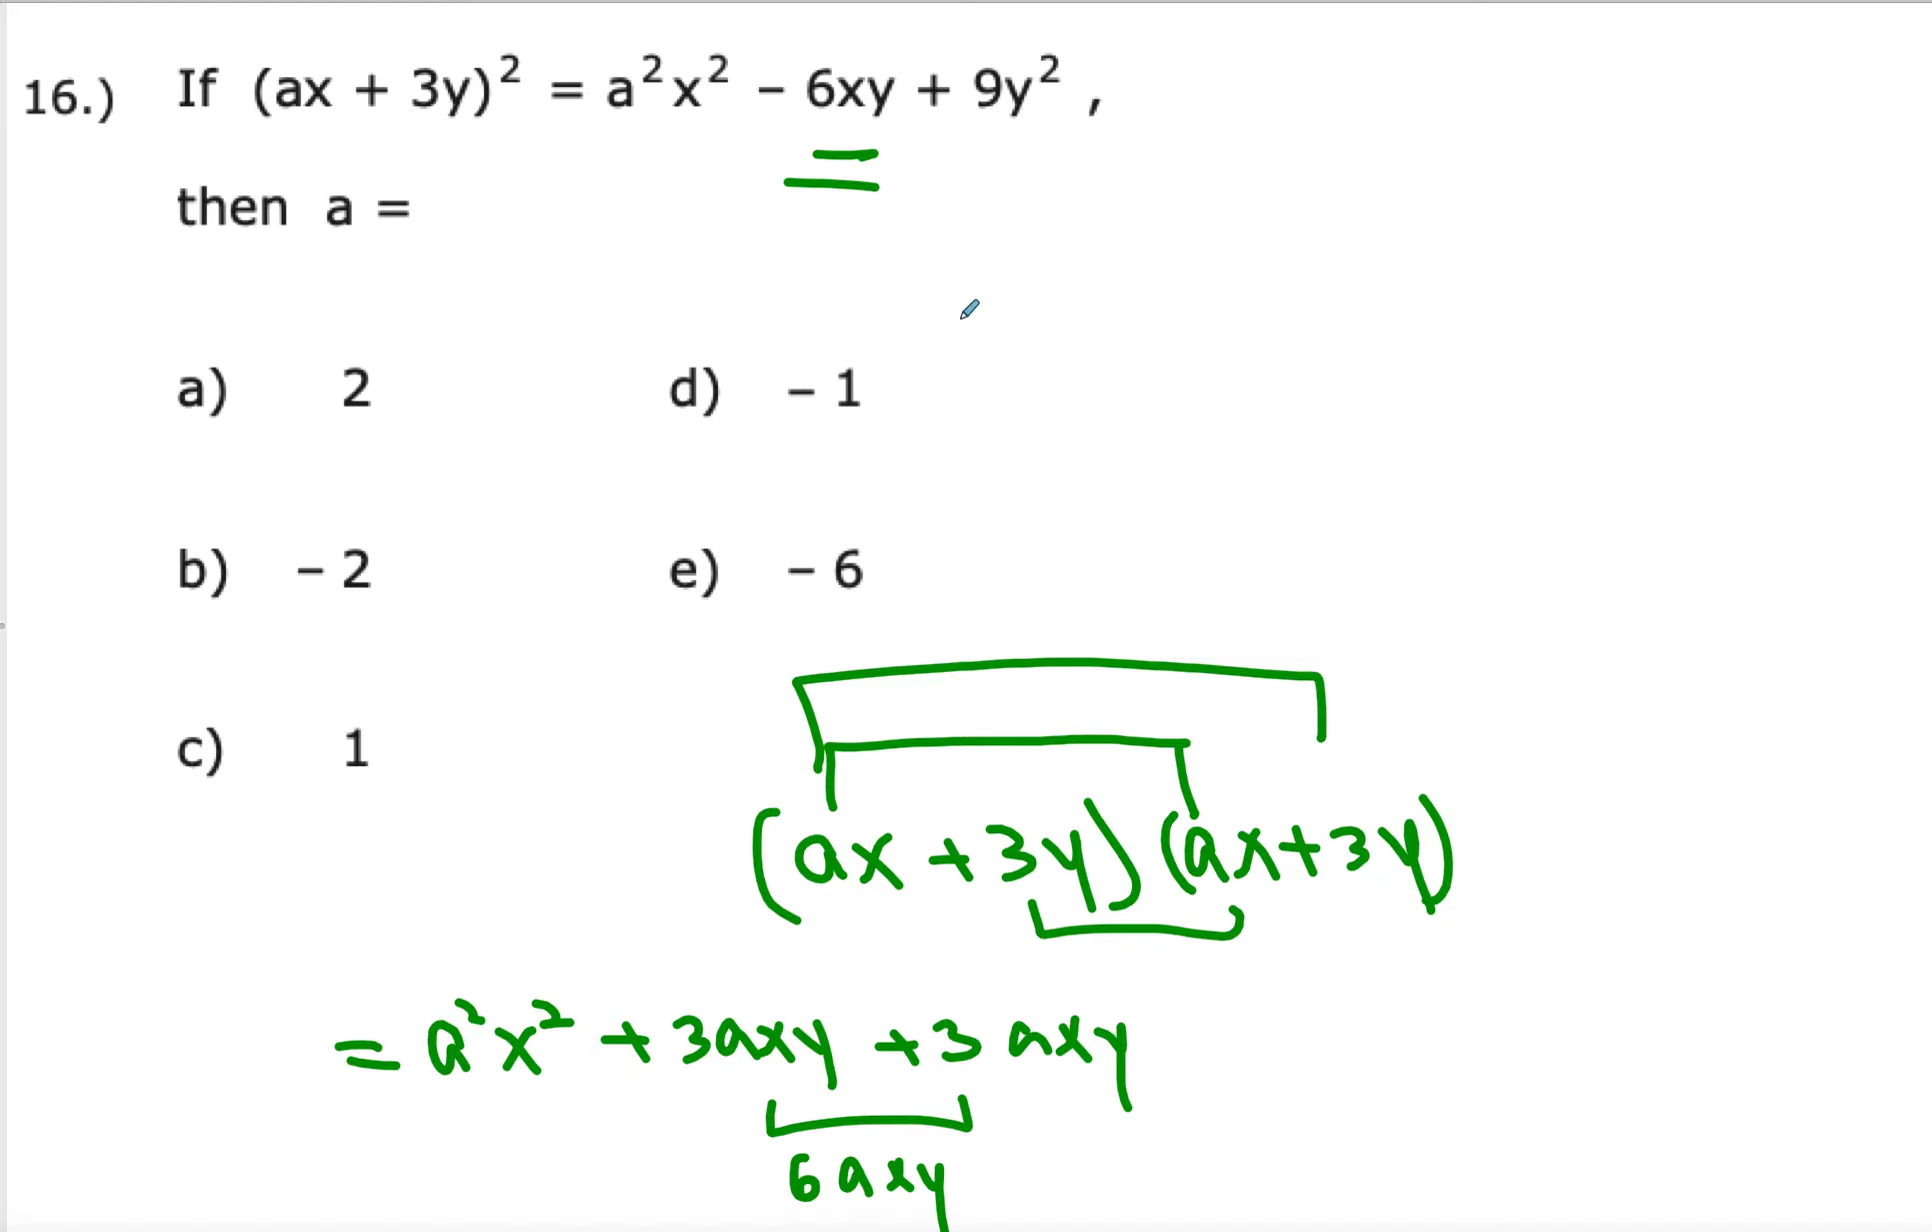 16.) If (ax + 3y)² = a²x² – 6xy + 9y² ,
then a =
a) 2 d) – 1
b) – 2 e) – 6
c) 1
(ax + 3y) (ax + 3y)
= a²x² + 3axy + 3axy
6axy